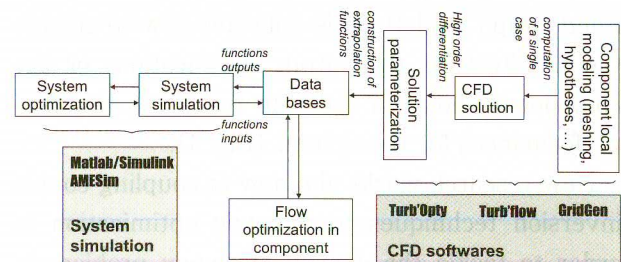 functions
outputs
construction of
extrapolation
functions
High order
differentiation
computation
of a single
case
System
optimization
System
simulation
Data
bases
Solution
parameterization
CFD
solution
Component local
modeling (meshing,
hypotheses, ...)
functions
inputs
Matlab/Simulink
AMESim
System
simulation
Flow
optimization in
component
Turb'Opty
Turb'flow
GridGen
CFD softwares